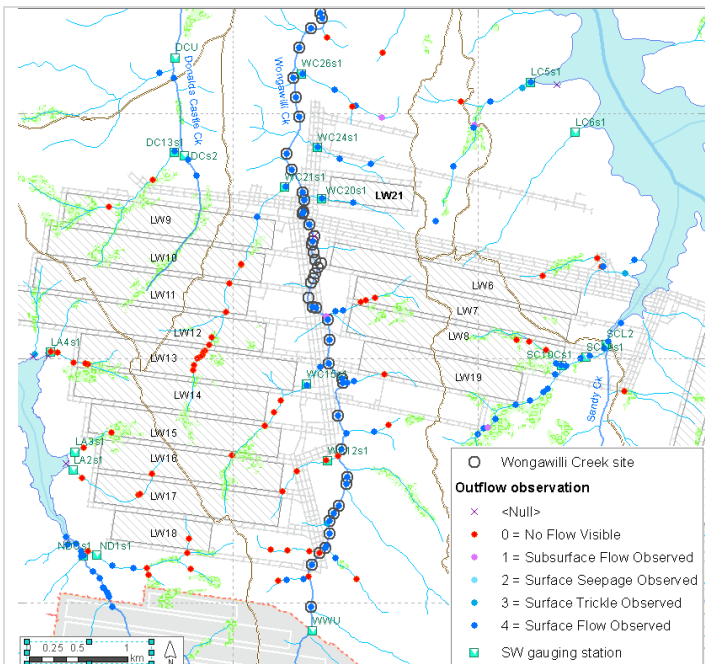 DCU
Donalds Castle Ck
Wongawilli Ck
WC26s1
LC5s1
LC6s1
DC13s1
DCs2
WC24s1
WC21s1
WC20s1
LW21
LW9
LW10
LW11
LW12
LW13
LW14
LW15
LW16
LW17
LW18
LW6
LW7
LW8
LW19
SCL2
Sandy Ck
LA4s1
WC15s1
LA3s1
LA2s1
WC12s1
ND1s1
WWU
Wongawilli Creek site
Outflow observation
<Null>
0 = No Flow Visible
1 = Subsurface Flow Observed
2 = Surface Seepage Observed
3 = Surface Trickle Observed
4 = Surface Flow Observed
SW gauging station
0 0.25 0.5 1
km
N